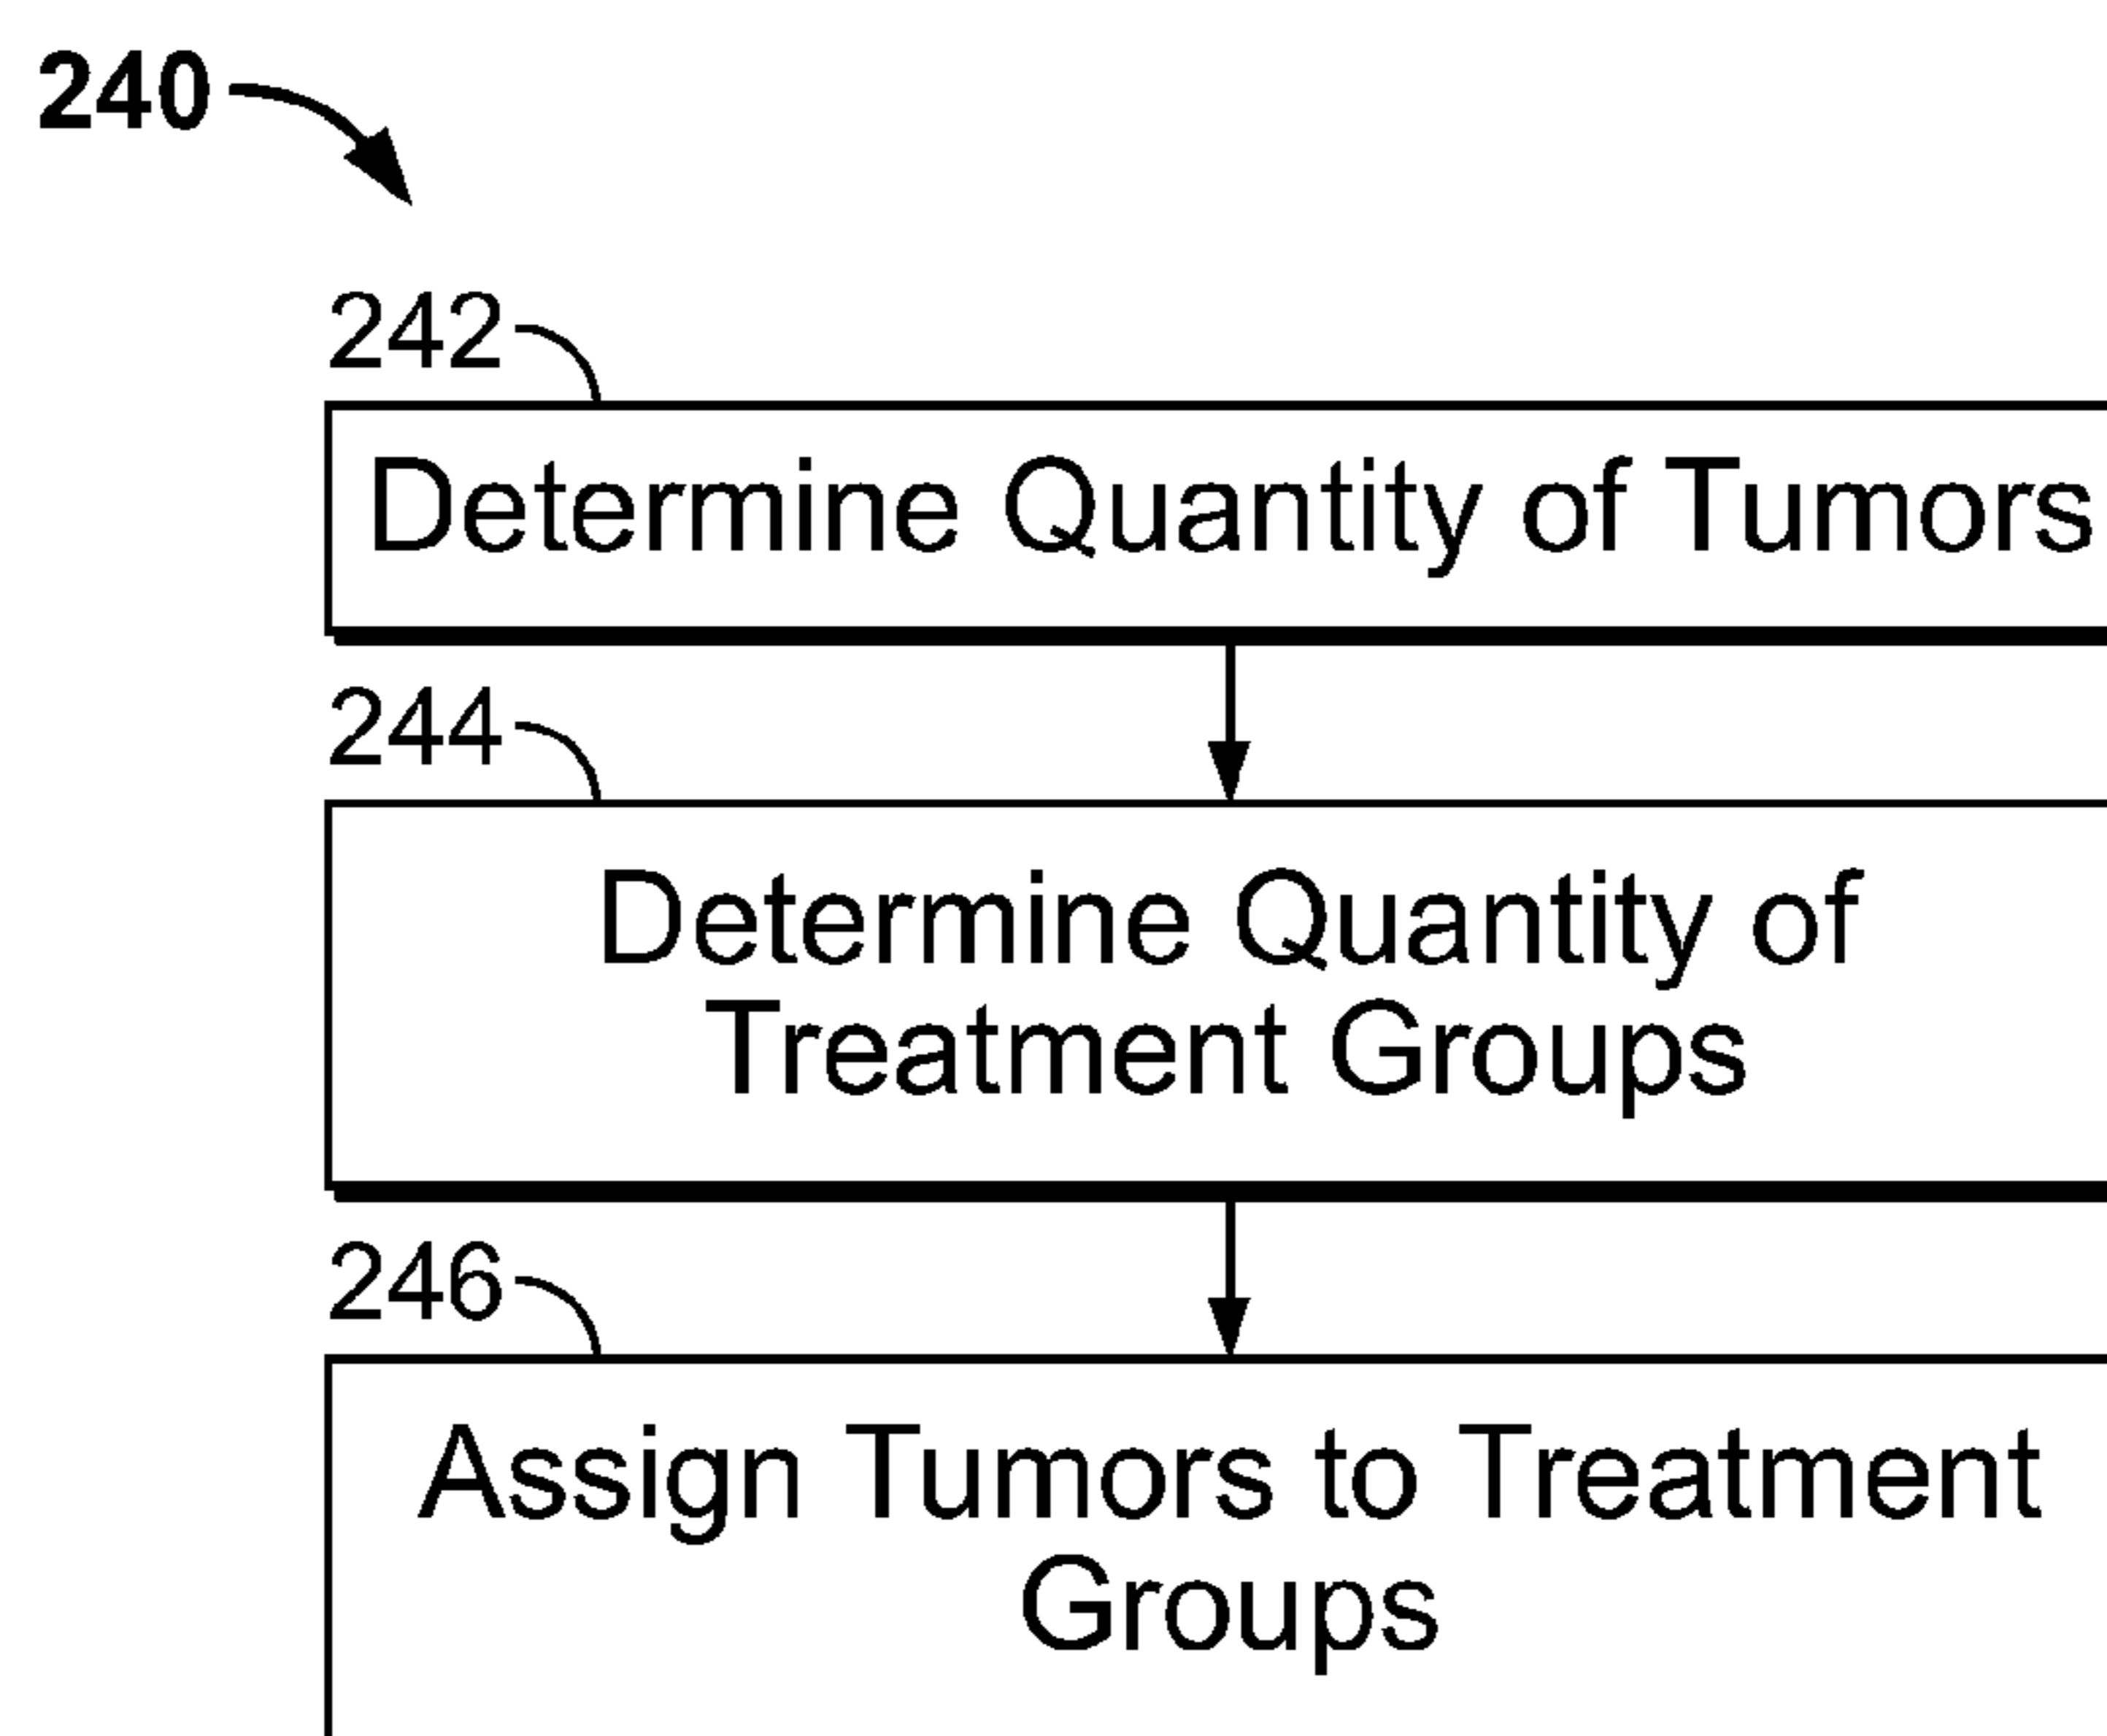 240
242
Determine Quantity of Tumors
244
Determine Quantity of
Treatment Groups
246
Assign Tumors to Treatment
Groups